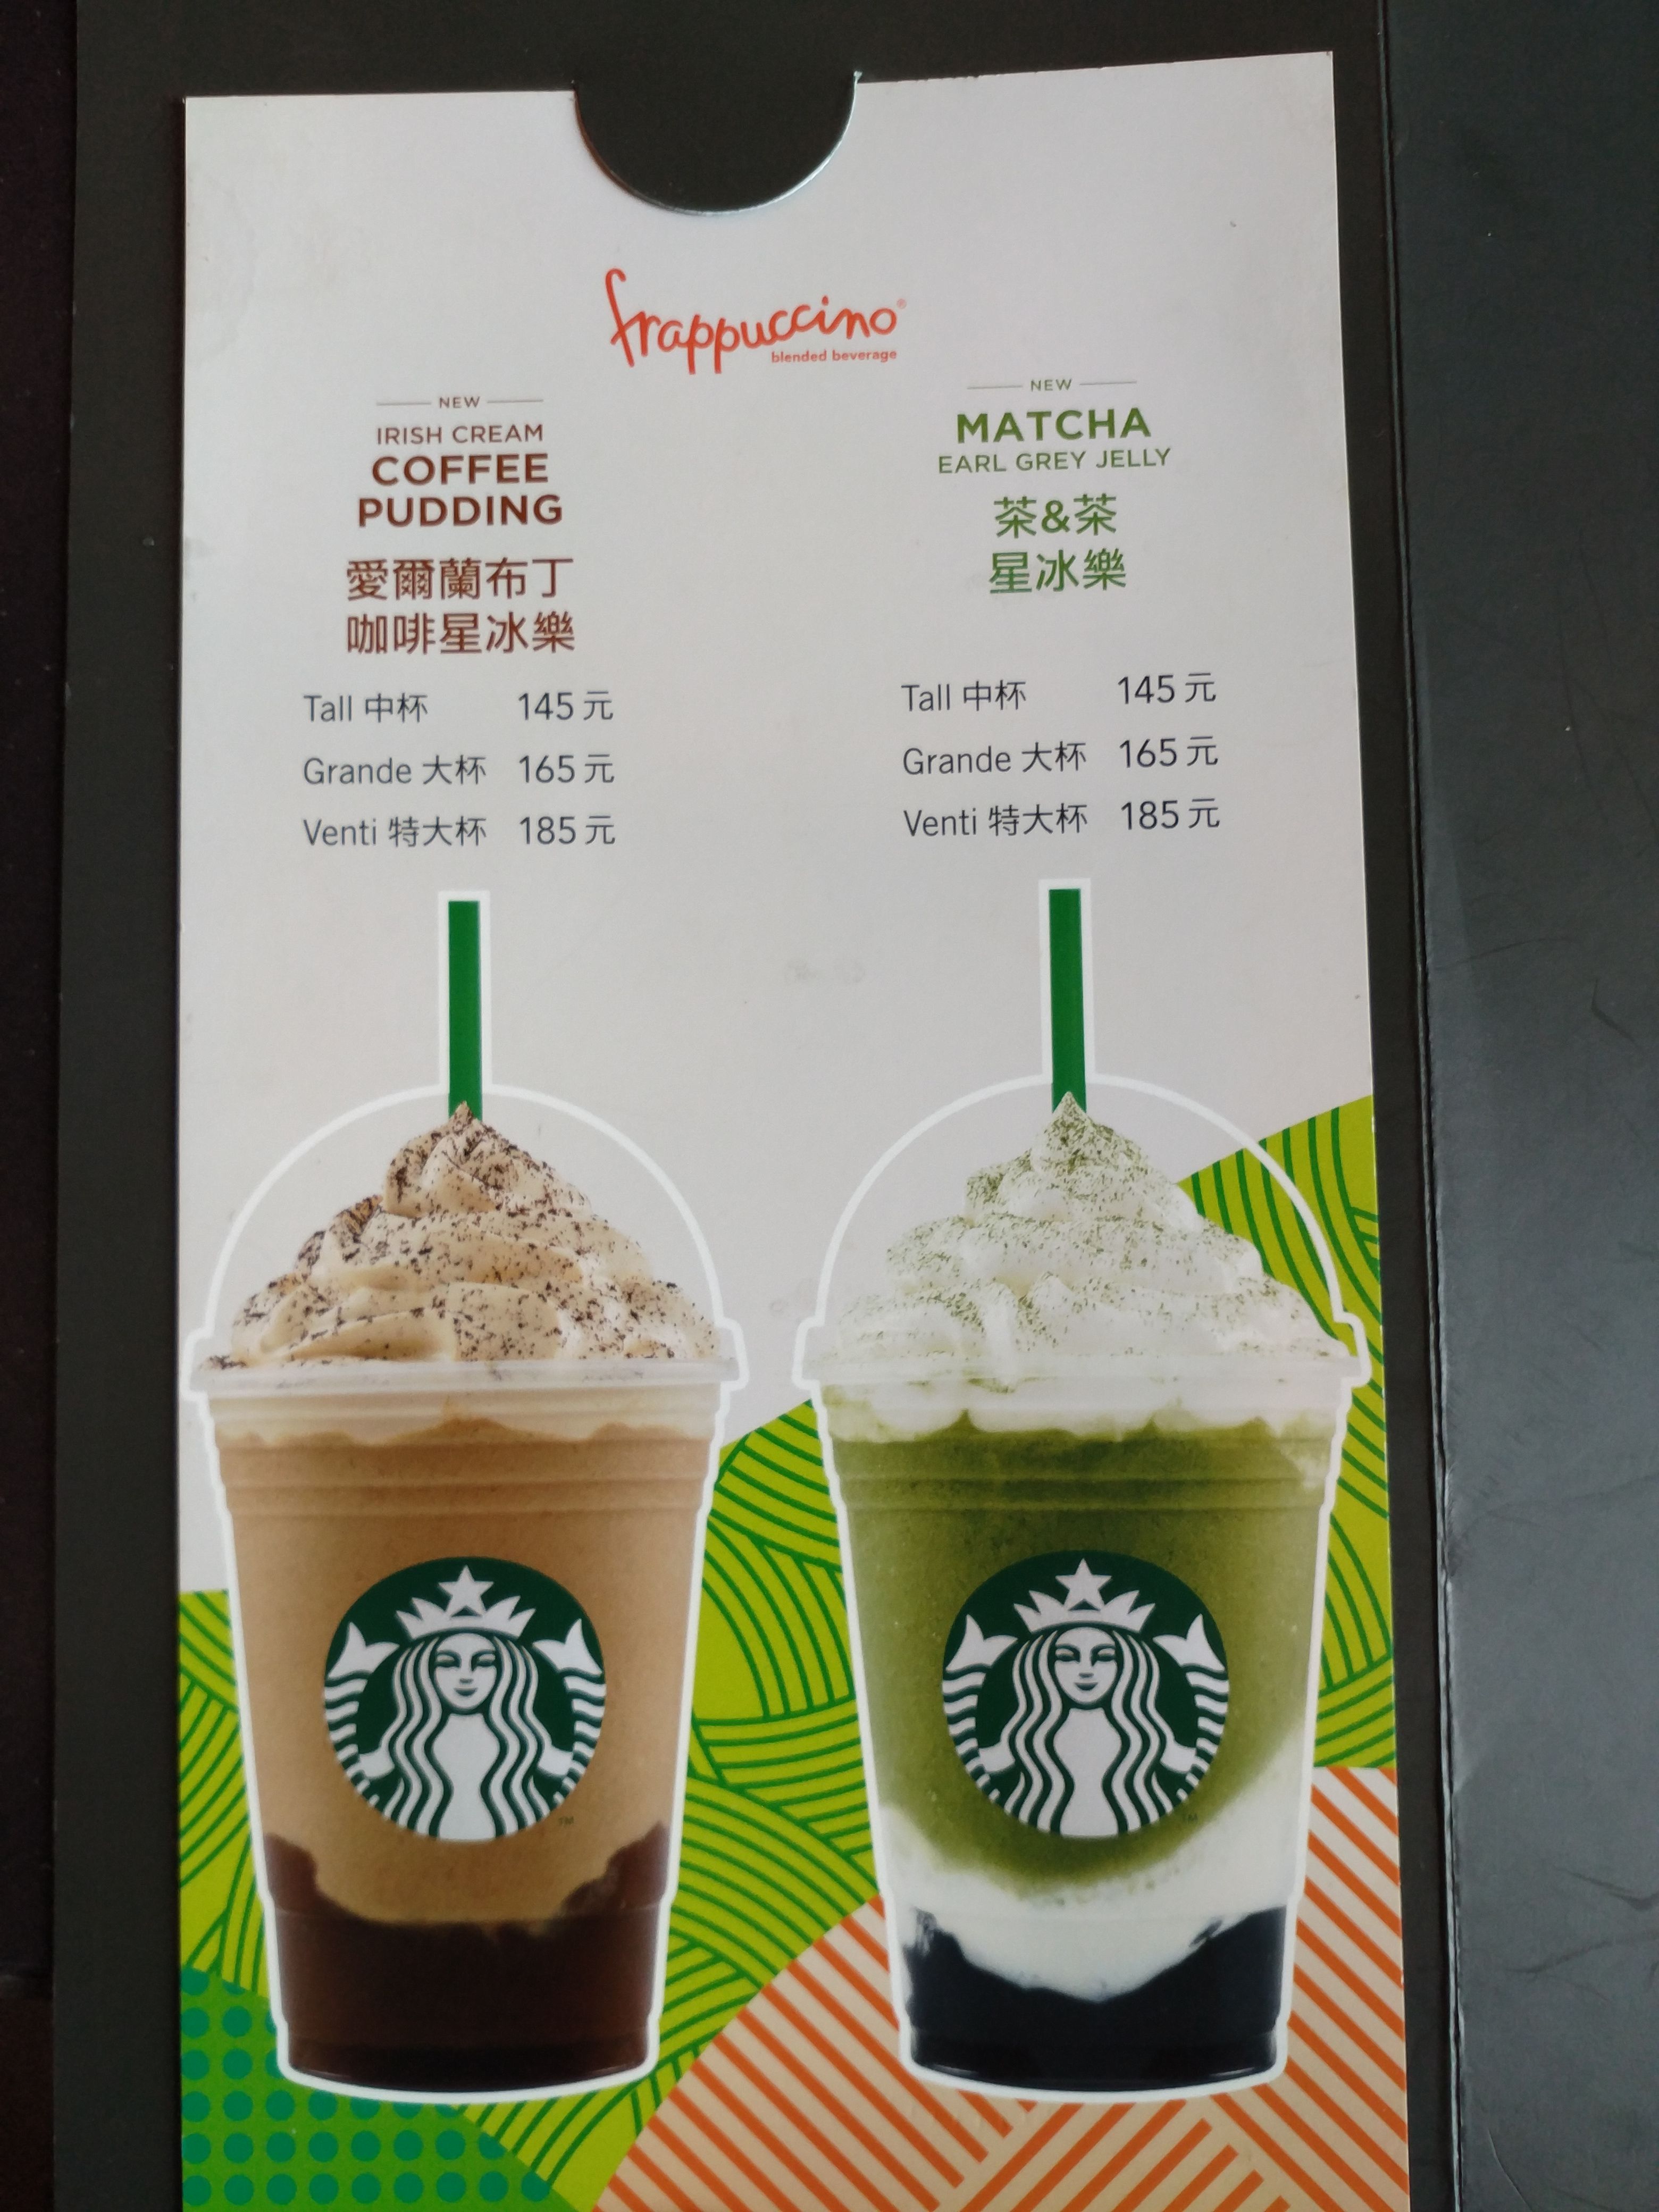 frappuccino®
blended beverage
NEW
IRISH CREAM
COFFEE
PUDDING
愛爾蘭布丁
咖啡星冰樂
Tall 中杯 145元
Grande 大杯 165元
Venti 特大杯 185元
NEW
MATCHA
EARL GREY JELLY
茶&茶
星冰樂
Tall 中杯 145元
Grande 大杯 165元
Venti 特大杯 185元
TM
TM